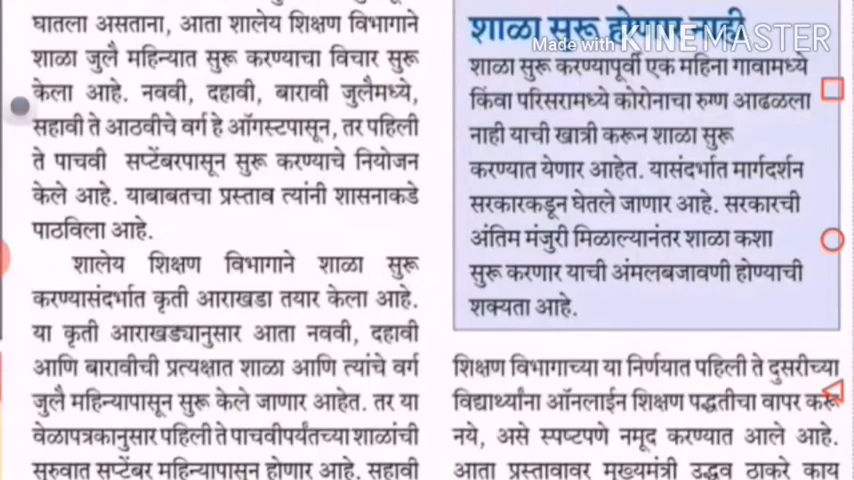 घातला असताना, आता शालेय शिक्षण विभागाने
शाळा जुलै महिन्यात सुरू करण्याचा विचार सुरू
केला आहे. नववी, दहावी, बारावी जुलैमध्ये,
सहावी ते आठवीचे वर्ग हे ऑगस्टपासून, तर पहिली
ते पाचवी सप्टेंबरपासून सुरू करण्याचे नियोजन
केले आहे. याबाबतचा प्रस्ताव त्यांनी शासनाकडे
पाठविला आहे.
शालेय शिक्षण विभागाने शाळा सुरू
करण्यासंदर्भात कृती आराखडा तयार केला आहे.
या कृती आराखड्यानुसार आता नववी, दहावी
आणि बारावीची प्रत्यक्षात शाळा आणि त्यांचे वर्ग
जुलै महिन्यापासून सुरू केले जाणार आहेत. तर या
वेळापत्रकानुसार पहिली ते पाचवीपर्यंतच्या शाळांची
सुरुवात सप्टेंबर महिन्यापासून होणार आहे. सहावी
शाळा सुरू होणार नाही
Made with KINEMASTER
शाळा सुरू करण्यापूर्वी एक महिना गावामध्ये
किंवा परिसरामध्ये कोरोनाचा रुग्ण आढळला
नाही याची खात्री करून शाळा सुरू
करण्यात येणार आहेत. यासंदर्भात मार्गदर्शन
सरकारकडून घेतले जाणार आहे. सरकारची
अंतिम मंजुरी मिळाल्यानंतर शाळा कशा
सुरू करणार याची अंमलबजावणी होण्याची
शक्यता आहे.
शिक्षण विभागाच्या या निर्णयात पहिली ते दुसरीच्या
विद्यार्थ्यांना ऑनलाईन शिक्षण पद्धतीचा वापर करू
नये, असे स्पष्टपणे नमूद करण्यात आले आहे.
आता प्रस्तावावर मुख्यमंत्री उद्धव ठाकरे काय